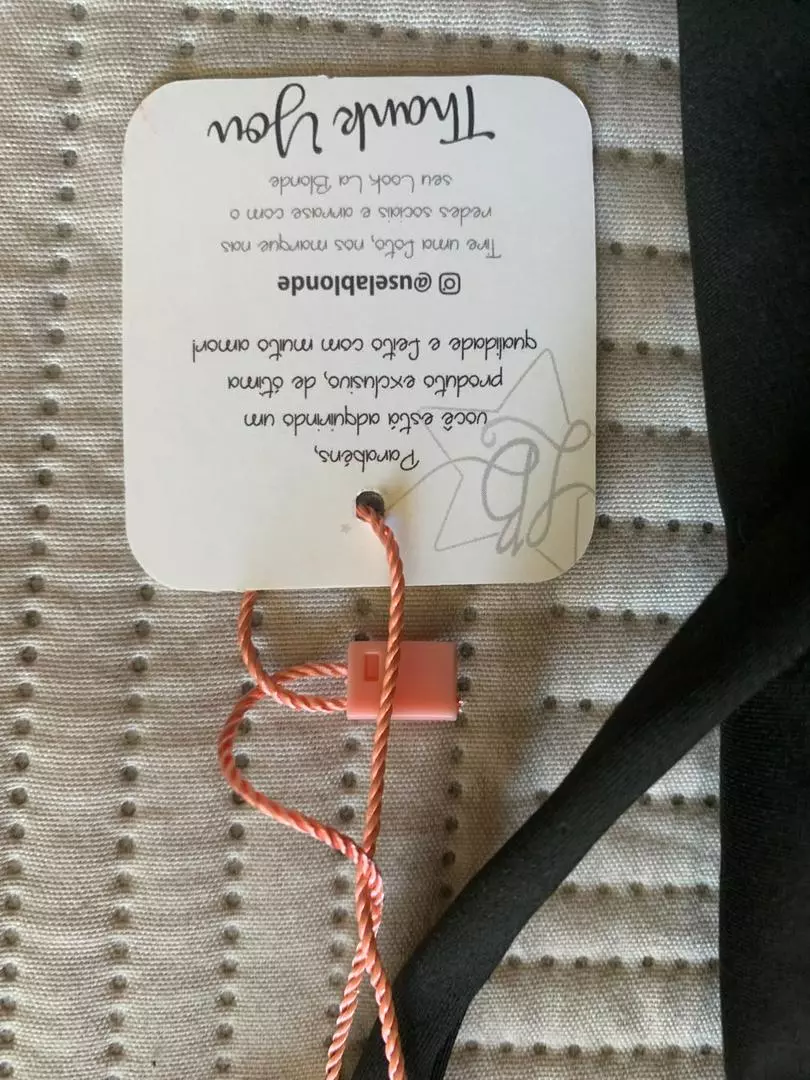 Parabéns,
você está adquirindo um
produto exclusivo, de ótima
qualidade e feito com muito amor!
@uselablonde
Tire uma foto, nos marque nas
redes sociais e arrase com o
seu Look La Blonde
Thank You
LB